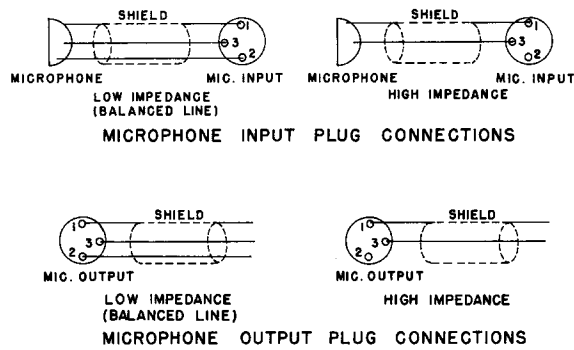 SHIELD SHIELD
1 1
3 3
2 2
MICROPHONE MIC. INPUT MICROPHONE MIC. INPUT
LOW IMPEDANCE HIGH IMPEDANCE
(BALANCED LINE)
MICROPHONE INPUT PLUG CONNECTIONS
SHIELD SHIELD
1 1
3 3
2 2
MIC. OUTPUT MIC. OUTPUT
LOW IMPEDANCE HIGH IMPEDANCE
(BALANCED LINE)
MICROPHONE OUTPUT PLUG CONNECTIONS